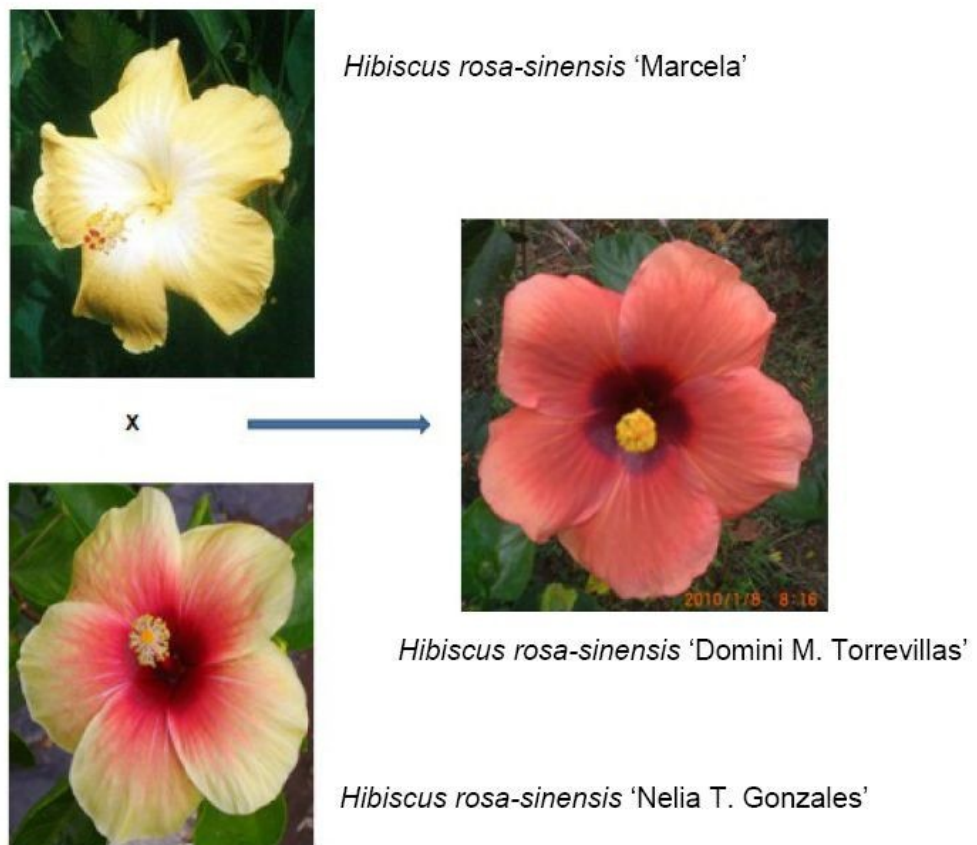 Hibiscus rosa-sinensis ‘Marcela’
x
2010/1/8 8:16
Hibiscus rosa-sinensis ‘Domini M. Torrevillas’
Hibiscus rosa-sinensis ‘Nelia T. Gonzales’